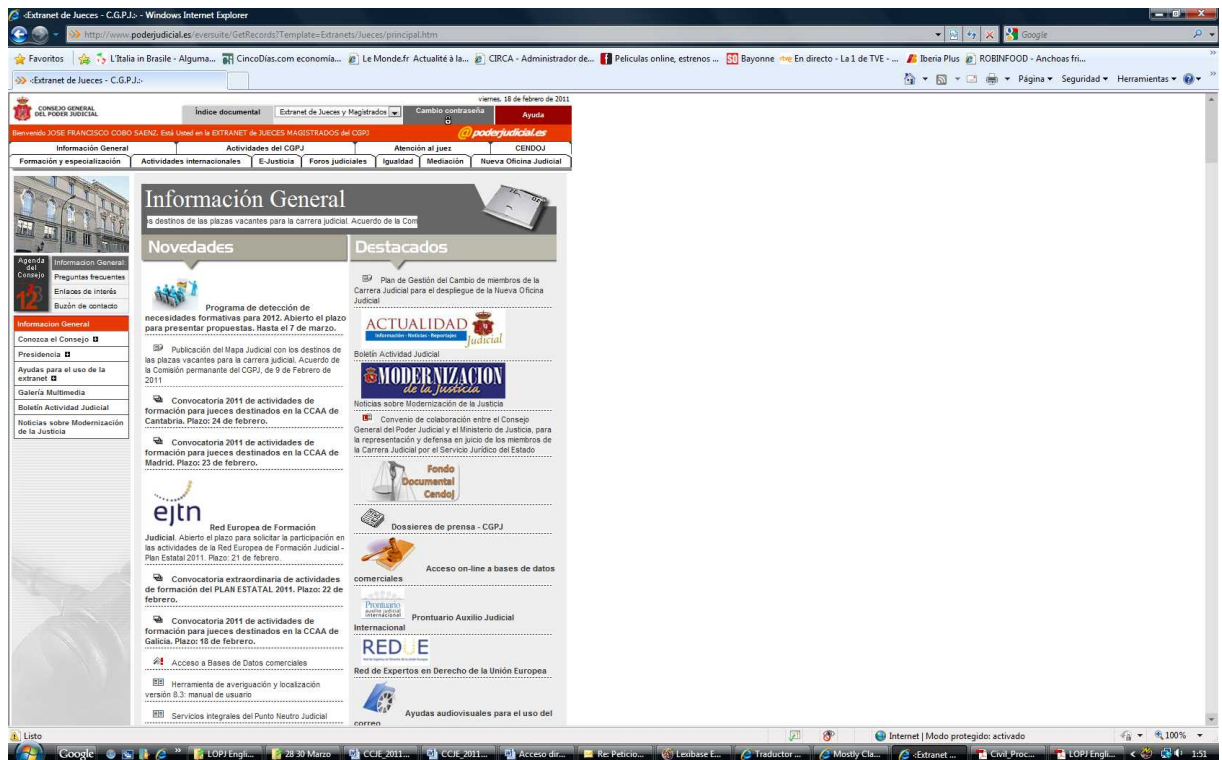 -Extranet de Jueces - C.G.P.J.:- - Windows Internet Explorer
http://www.poderjudicial.es/eversuite/GetRecords?Template=Extranets/Jueces/principal.htm
Google
Favoritos
L'Italia in Brasile - Alguma...
CincoDías.com economía...
Le Monde.fr Actualité à la...
CIRCA - Administrador de...
Peliculas online, estrenos ...
Bayonne
En directo - La 1 de TVE - ...
Iberia Plus
ROBINFOOD - Anchoas fri...
-Extranet de Jueces - C.G.P.J.:-
Página
Seguridad
Herramientas
viernes, 18 de febrero de 2011
CONSEJO GENERAL
DEL PODER JUDICIAL
Índice documental
Extranet de Jueces y Magistrados
Cambio contraseña
Ayuda
Bienvenido JOSE FRANCISCO COBO SAENZ. Está Usted en la EXTRANET de JUECES MAGISTRADOS del CGPJ
@poderjudicial.es
Información General
Actividades del CGPJ
Atención al juez
CENDOJ
Formación y especialización
Actividades internacionales
E-Justicia
Foros judiciales
Igualdad
Mediación
Nueva Oficina Judicial
Agenda
del
Consejo
12
Informacion General
Preguntas frecuentes
Enlaces de interés
Buzón de contacto
Informacion General
Conozca el Consejo
Presidencia
Ayudas para el uso de la
extranet
Galería Multimedia
Boletín Actividad Judicial
Noticias sobre Modernización
de la Justicia
Información General
s destinos de las plazas vacantes para la carrera judicial. Acuerdo de la Com
Novedades
Programa de detección de
necesidades formativas para 2012. Abierto el plazo
para presentar propuestas. Hasta el 7 de marzo.
Publicación del Mapa Judicial con los destinos de
las plazas vacantes para la carrera judicial. Acuerdo de
la Comisión permanante del CGPJ, de 9 de Febrero de
2011
Convocatoria 2011 de actividades de
formación para jueces destinados en la CCAA de
Cantabria. Plazo: 24 de febrero.
Convocatoria 2011 de actividades de
formación para jueces destinados en la CCAA de
Madrid. Plazo: 23 de febrero.
ejtn
Red Europea de Formación
Judicial. Abierto el plazo para solicitar la participación en
las actividades de la Red Europea de Formación Judicial -
Plan Estatal 2011. Plazo: 21 de febrero.
Convocatoria extraordinaria de actividades
de formación del PLAN ESTATAL 2011. Plazo: 22 de
febrero.
Convocatoria 2011 de actividades de
formación para jueces destinados en la CCAA de
Galicia. Plazo: 18 de febrero.
Acceso a Bases de Datos comerciales
Herramienta de averiguación y localización
versión 8.3: manual de usuario
Servicios integrales del Punto Neutro Judicial
Destacados
Plan de Gestión del Cambio de miembros de la
Carrera Judicial para el despliegue de la Nueva Oficina
Judicial
ACTUALIDAD
Información - Noticias - Reportajes
Judicial
Boletín Actividad Judicial
MODERNIZACION
de la Justicia
Noticias sobre Modernización de la Justicia
Convenio de colaboración entre el Consejo
General del Poder Judicial y el Ministerio de Justicia, para
la representación y defensa en juicio de los miembros de
la Carrera Judicial por el Servicio Jurídico del Estado
Fondo
Documental
Cendoj
Dossieres de prensa - CGPJ
Acceso on-line a bases de datos
comerciales
Prontuario
auxilio judicial
internacional
Prontuario Auxilio Judicial
Internacional
REDUE
Red de Expertos en Derecho de la Unión Europea
Ayudas audiovisuales para el uso del
correo
Listo
Internet | Modo protegido: activado
100%
Google
LOPJ Engli...
28 30 Marzo
CCJE_2011...
CCJE_2011...
Acceso dir...
Re: Peticio...
Lexibase E...
Traductor ...
Mostly Cla...
-Extranet ...
Civil_Proc...
LOPJ Engli...
1:51